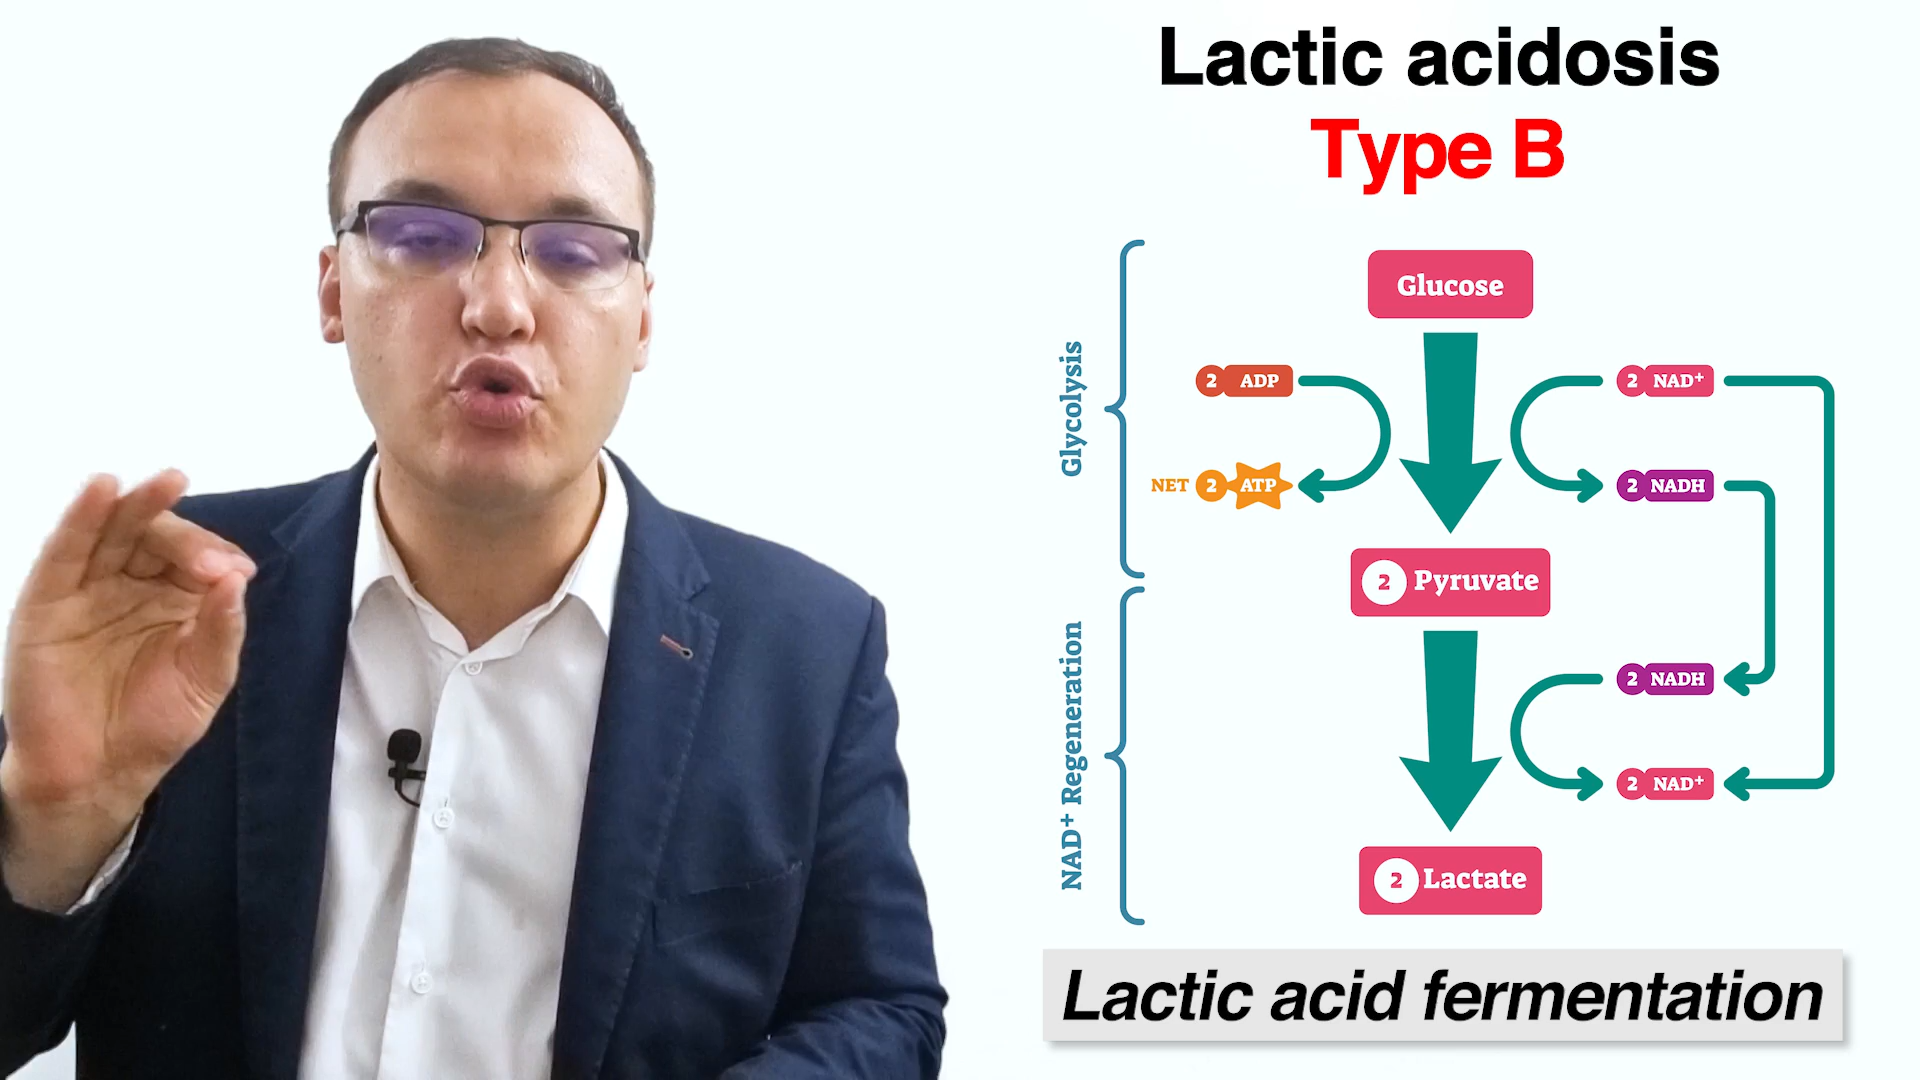 Lactic acidosis
Type B
Glucose
Glycolysis
2 ADP
2 NAD⁺
NET 2 ATP
2 NADH
2 Pyruvate
NAD⁺ Regeneration
2 NADH
2 NAD⁺
2 Lactate
Lactic acid fermentation